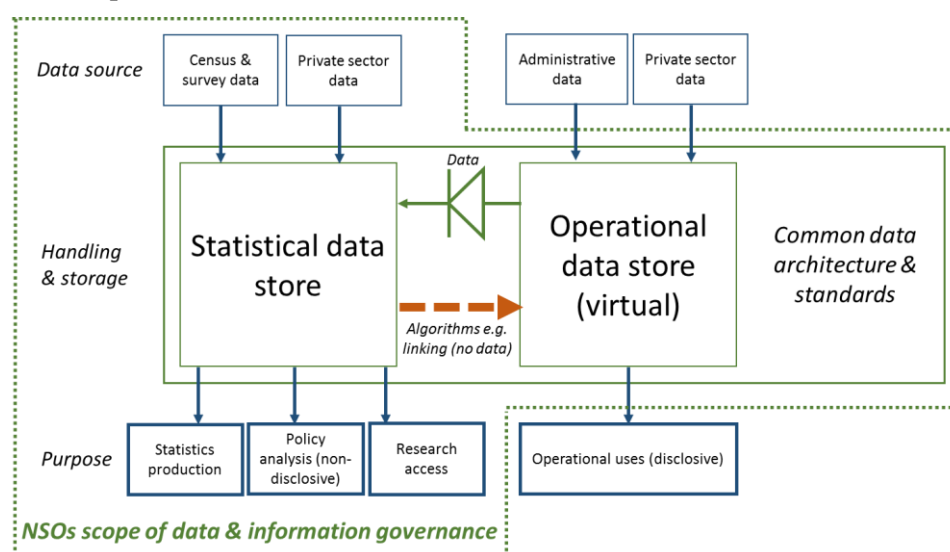 Data source
Census &
survey data
Private sector
data
Administrative
data
Private sector
data
Data
Handling
& storage
Statistical data
store
Operational
data store
(virtual)
Common data
architecture &
standards
Algorithms e.g.
linking (no data)
Purpose
Statistics
production
Policy
analysis (non-
disclosive)
Research
access
Operational uses (disclosive)
NSOs scope of data & information governance